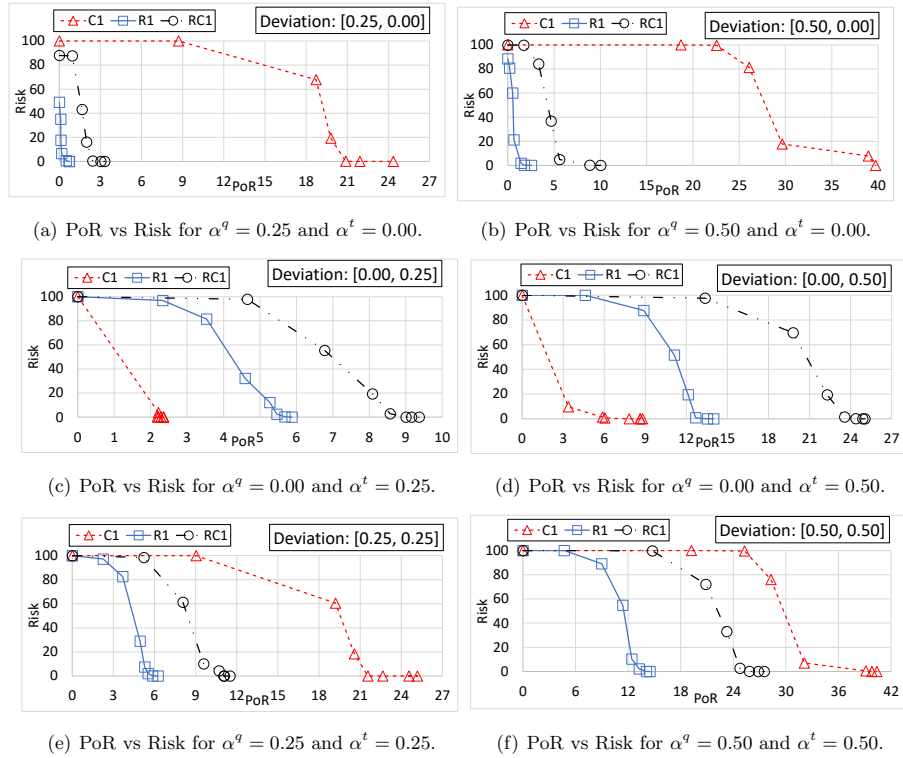 C1 R1 RC1
Deviation: [0.25, 0.00]
100
80
60
40
20
0
Risk
0 3 6 9 12 15 18 21 24 27
PoR
(a) PoR vs Risk for α^q = 0.25 and α^t = 0.00.
C1 R1 RC1
Deviation: [0.50, 0.00]
100
80
60
40
20
0
Risk
0 5 10 15 20 25 30 35 40
PoR
(b) PoR vs Risk for α^q = 0.50 and α^t = 0.00.
C1 R1 RC1
Deviation: [0.00, 0.25]
100
80
60
40
20
0
Risk
0 1 2 3 4 5 6 7 8 9 10
PoR
(c) PoR vs Risk for α^q = 0.00 and α^t = 0.25.
C1 R1 RC1
Deviation: [0.00, 0.50]
100
80
60
40
20
0
Risk
0 3 6 9 12 15 18 21 24 27
PoR
(d) PoR vs Risk for α^q = 0.00 and α^t = 0.50.
C1 R1 RC1
Deviation: [0.25, 0.25]
100
80
60
40
20
0
Risk
0 3 6 9 12 15 18 21 24 27
PoR
(e) PoR vs Risk for α^q = 0.25 and α^t = 0.25.
C1 R1 RC1
Deviation: [0.50, 0.50]
100
80
60
40
20
0
Risk
0 6 12 18 24 30 36 42
PoR
(f) PoR vs Risk for α^q = 0.50 and α^t = 0.50.